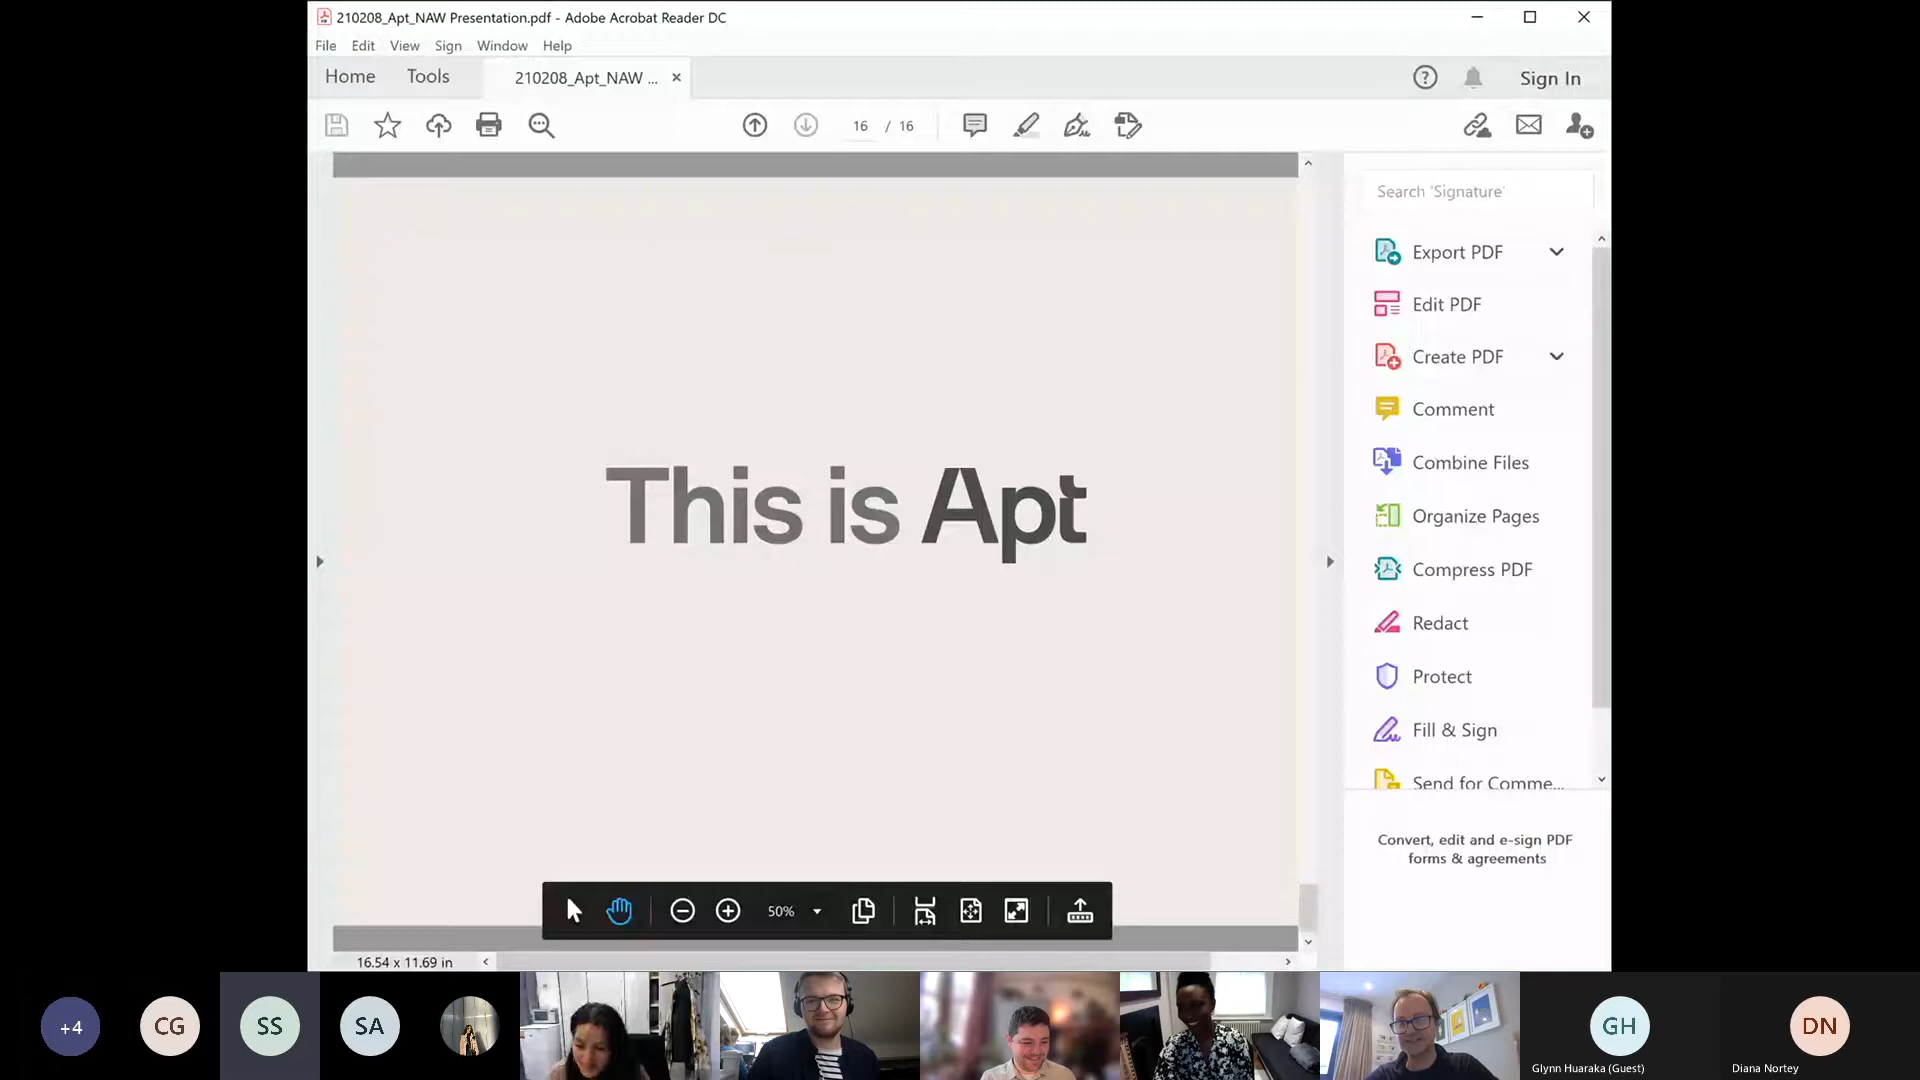 210208_Apt_NAW Presentation.pdf - Adobe Acrobat Reader DC
File Edit View Sign Window Help
Home Tools 210208_Apt_NAW ... Sign In
16 / 16
Search 'Signature'
Export PDF
Edit PDF
Create PDF
Comment
Combine Files
Organize Pages
Compress PDF
Redact
Protect
Fill & Sign
Send for Comme...
Convert, edit and e-sign PDF
forms & agreements
This is Apt
50%
16.54 x 11.69 in
+4 CG SS SA GH DN
Glynn Huaraka (Guest) Diana Nortey